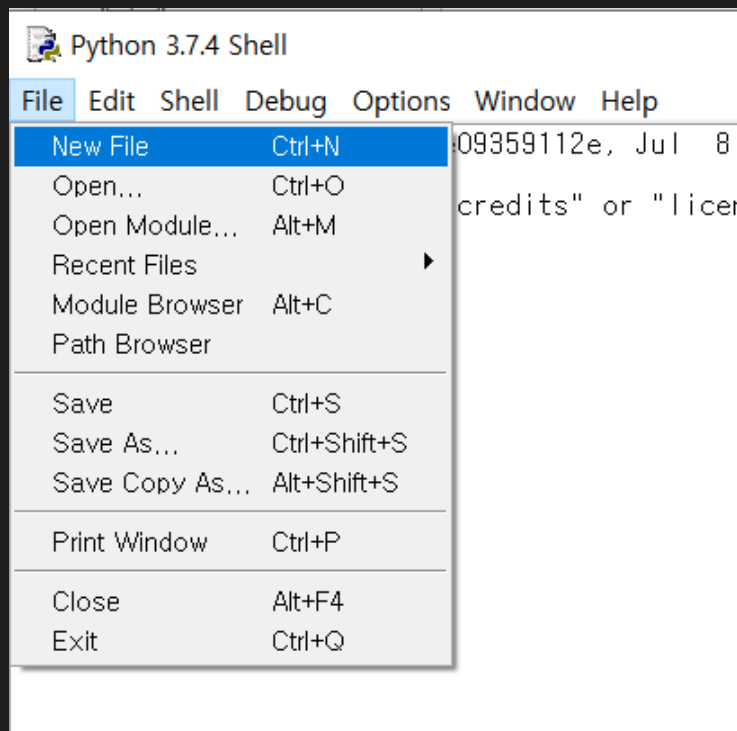 Python 3.7.4 Shell
File Edit Shell Debug Options Window Help
New File Ctrl+N
09359112e, Jul 8
Open... Ctrl+O
credits" or "licen
Open Module... Alt+M
Recent Files
Module Browser Alt+C
Path Browser
Save Ctrl+S
Save As... Ctrl+Shift+S
Save Copy As... Alt+Shift+S
Print Window Ctrl+P
Close Alt+F4
Exit Ctrl+Q